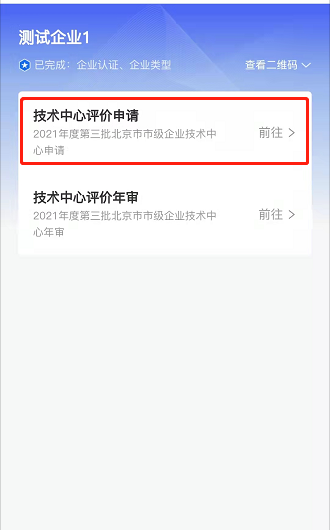 测试企业1
已完成：企业认证、企业类型 查看二维码
技术中心评价申请
2021年度第三批北京市市级企业技术中
心申请
前往
技术中心评价年审
2021年度第三批北京市市级企业技术中
心年审
前往